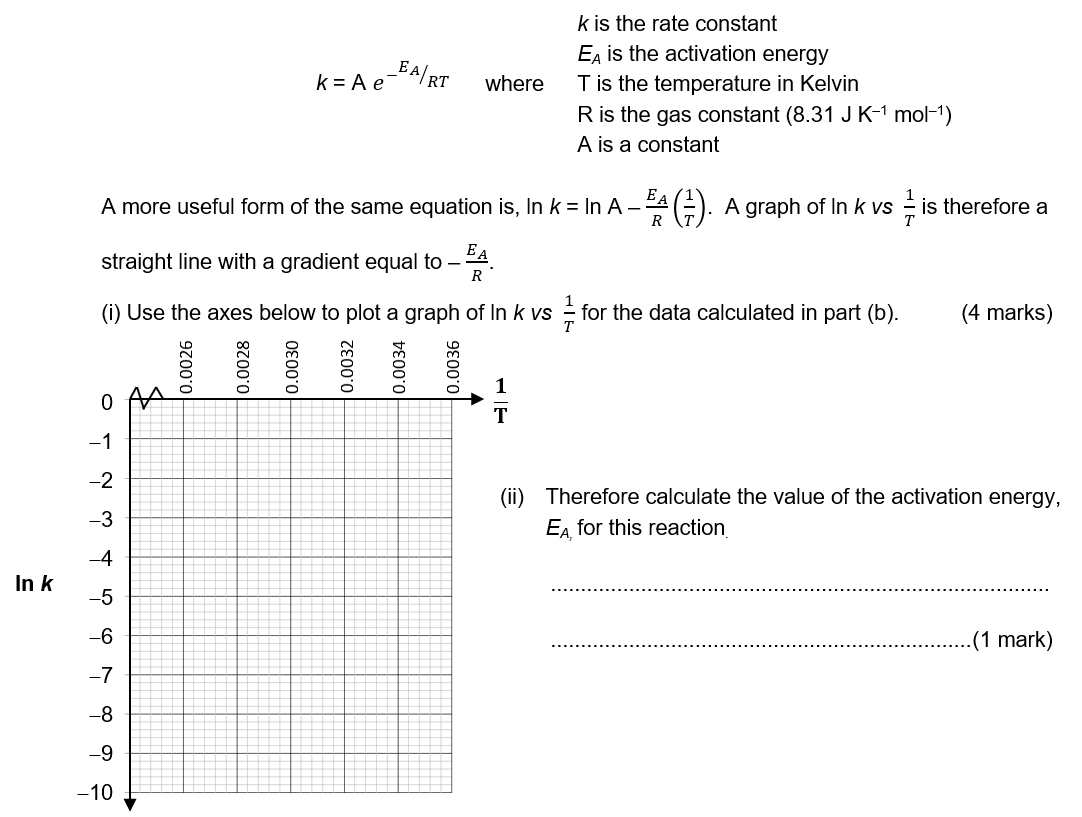 k is the rate constant
E_A is the activation energy
k = A e^(−E_A/RT) where T is the temperature in Kelvin
R is the gas constant (8.31 J K⁻¹ mol⁻¹)
A is a constant
A more useful form of the same equation is, ln k = ln A – E_A/R (1/T). A graph of ln k vs 1/T is therefore a
straight line with a gradient equal to – E_A/R.
(i) Use the axes below to plot a graph of ln k vs 1/T for the data calculated in part (b). (4 marks)
0.0026 0.0028 0.0030 0.0032 0.0034 0.0036
1/T
0
–1
–2
–3
–4
–5
–6
–7
–8
–9
–10
ln k
(ii) Therefore calculate the value of the activation energy,
E_A, for this reaction.
...................................................................................
......................................................................(1 mark)